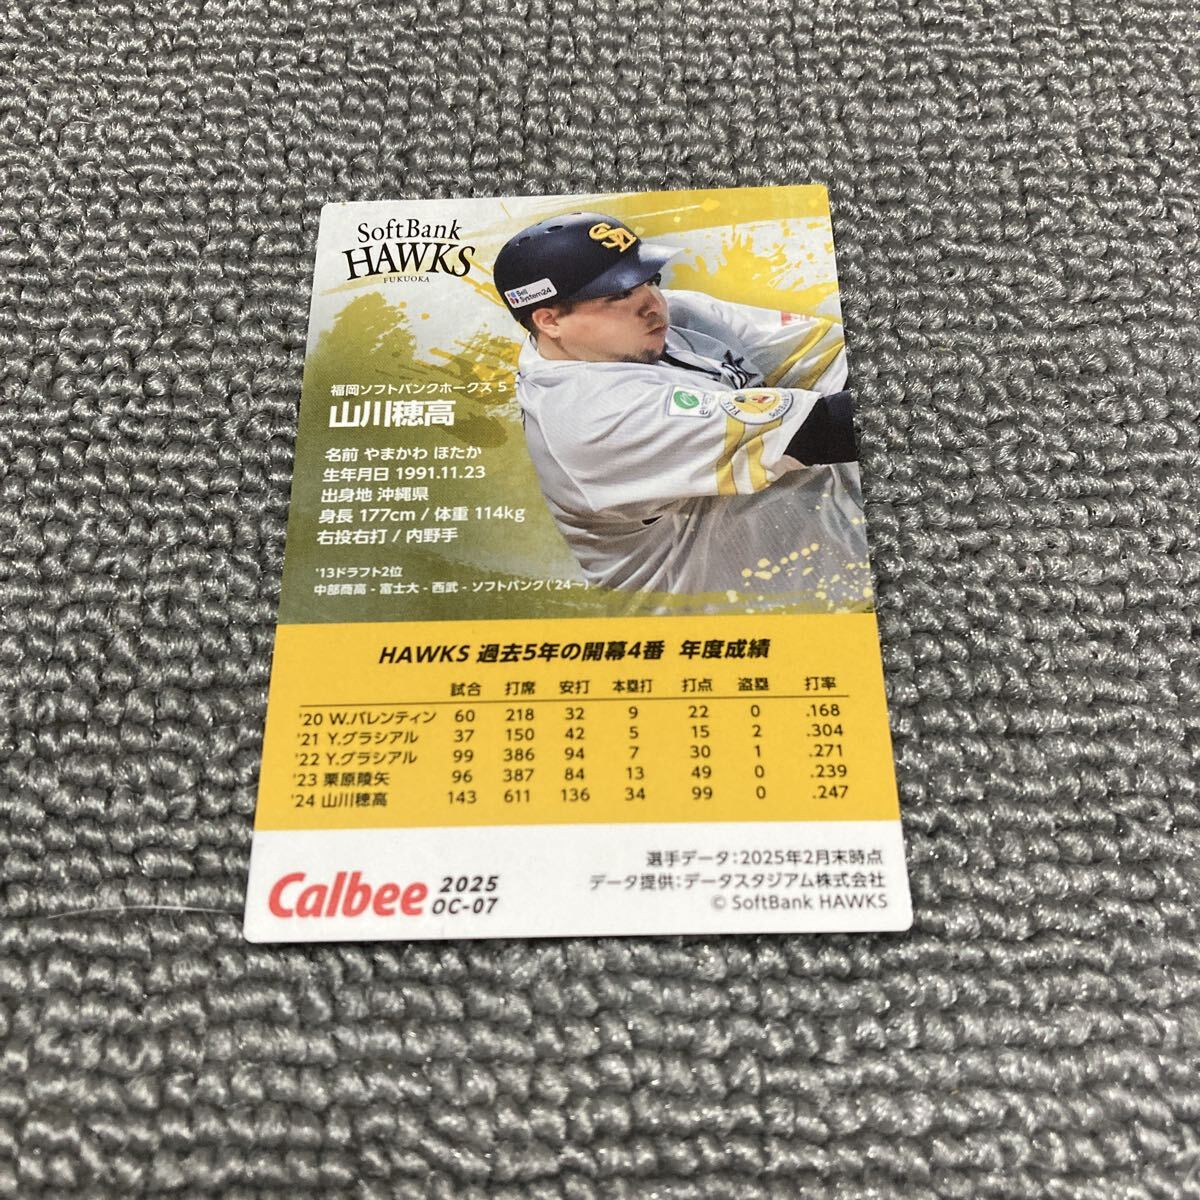 SoftBank
HAWKS
FUKUOKA
Bell
System24
福岡ソフトバンクホークス 5
山川穂高
名前 やまかわ ほたか
生年月日 1991.11.23
出身地 沖縄県
身長 177cm / 体重 114kg
右投右打 / 内野手
'13ドラフト2位
中部商高 - 富士大 - 西武 - ソフトバンク('24〜)
HAWKS 過去5年の開幕4番 年度成績
試合 打席 安打 本塁打 打点 盗塁 打率
'20 W.バレンティン 60 218 32 9 22 0 .168
'21 Y.グラシアル 37 150 42 5 15 2 .304
'22 Y.グラシアル 99 386 94 7 30 1 .271
'23 栗原陵矢 96 387 84 13 49 0 .239
'24 山川穂高 143 611 136 34 99 0 .247
選手データ:2025年2月末時点
データ提供:データスタジアム株式会社
© SoftBank HAWKS
Calbee 2025
OC-07